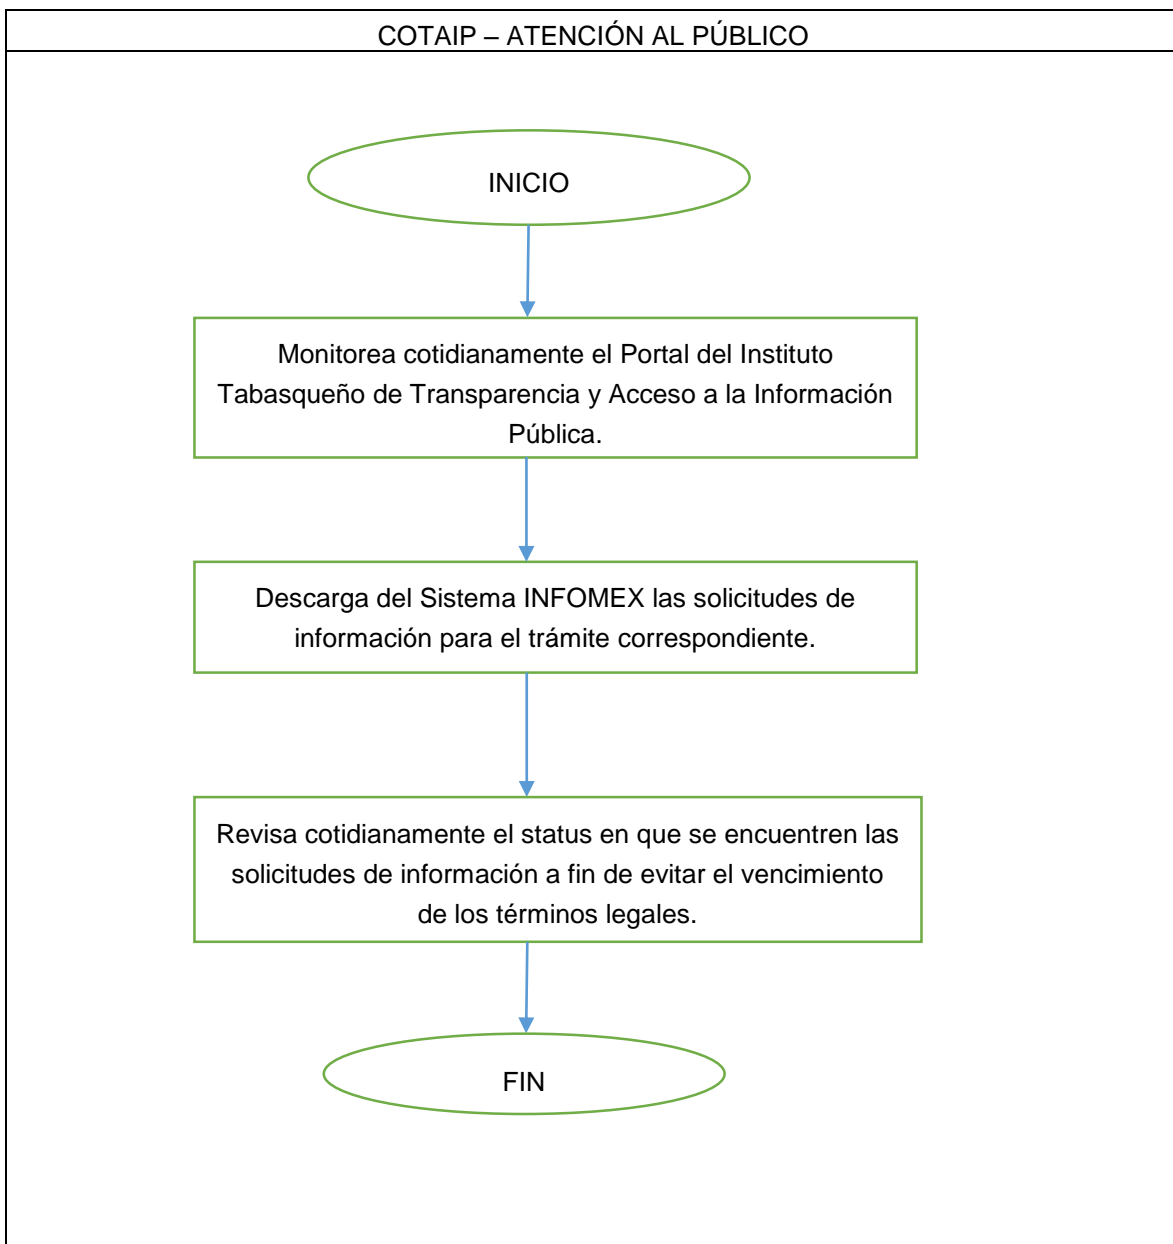 COTAIP – ATENCIÓN AL PÚBLICO
INICIO
Monitorea cotidianamente el Portal del Instituto
Tabasqueño de Transparencia y Acceso a la Información
Pública.
Descarga del Sistema INFOMEX las solicitudes de
información para el trámite correspondiente.
Revisa cotidianamente el status en que se encuentren las
solicitudes de información a fin de evitar el vencimiento
de los términos legales.
FIN